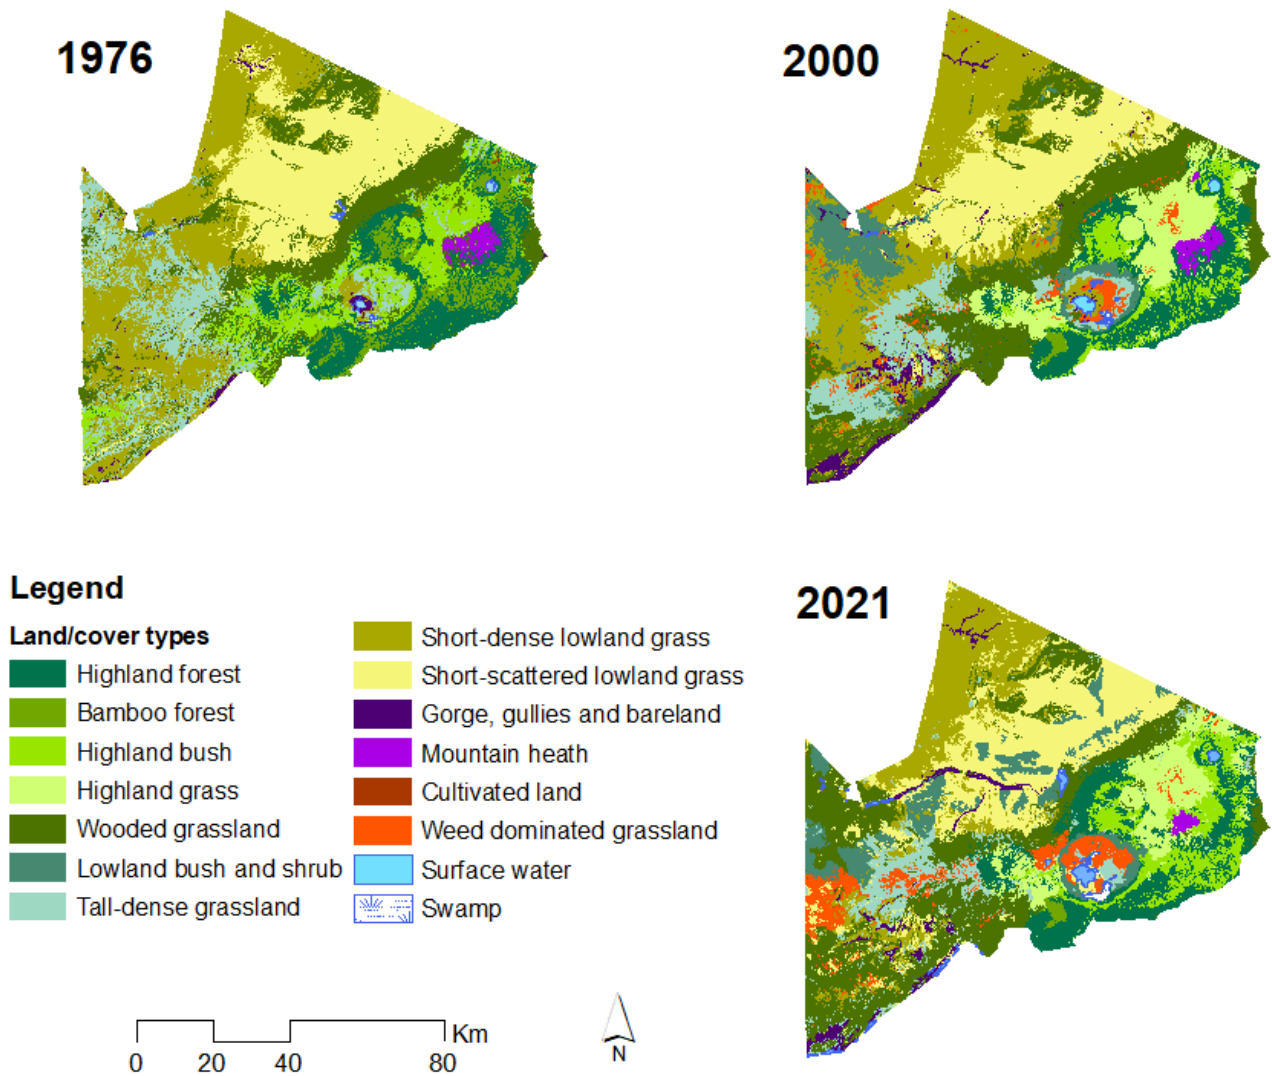 1976
2000
2021
Legend
Land/cover types
Highland forest
Bamboo forest
Highland bush
Highland grass
Wooded grassland
Lowland bush and shrub
Tall-dense grassland
Short-dense lowland grass
Short-scattered lowland grass
Gorge, gullies and bareland
Mountain heath
Cultivated land
Weed dominated grassland
Surface water
Swamp
Km
0 20 40 80
N